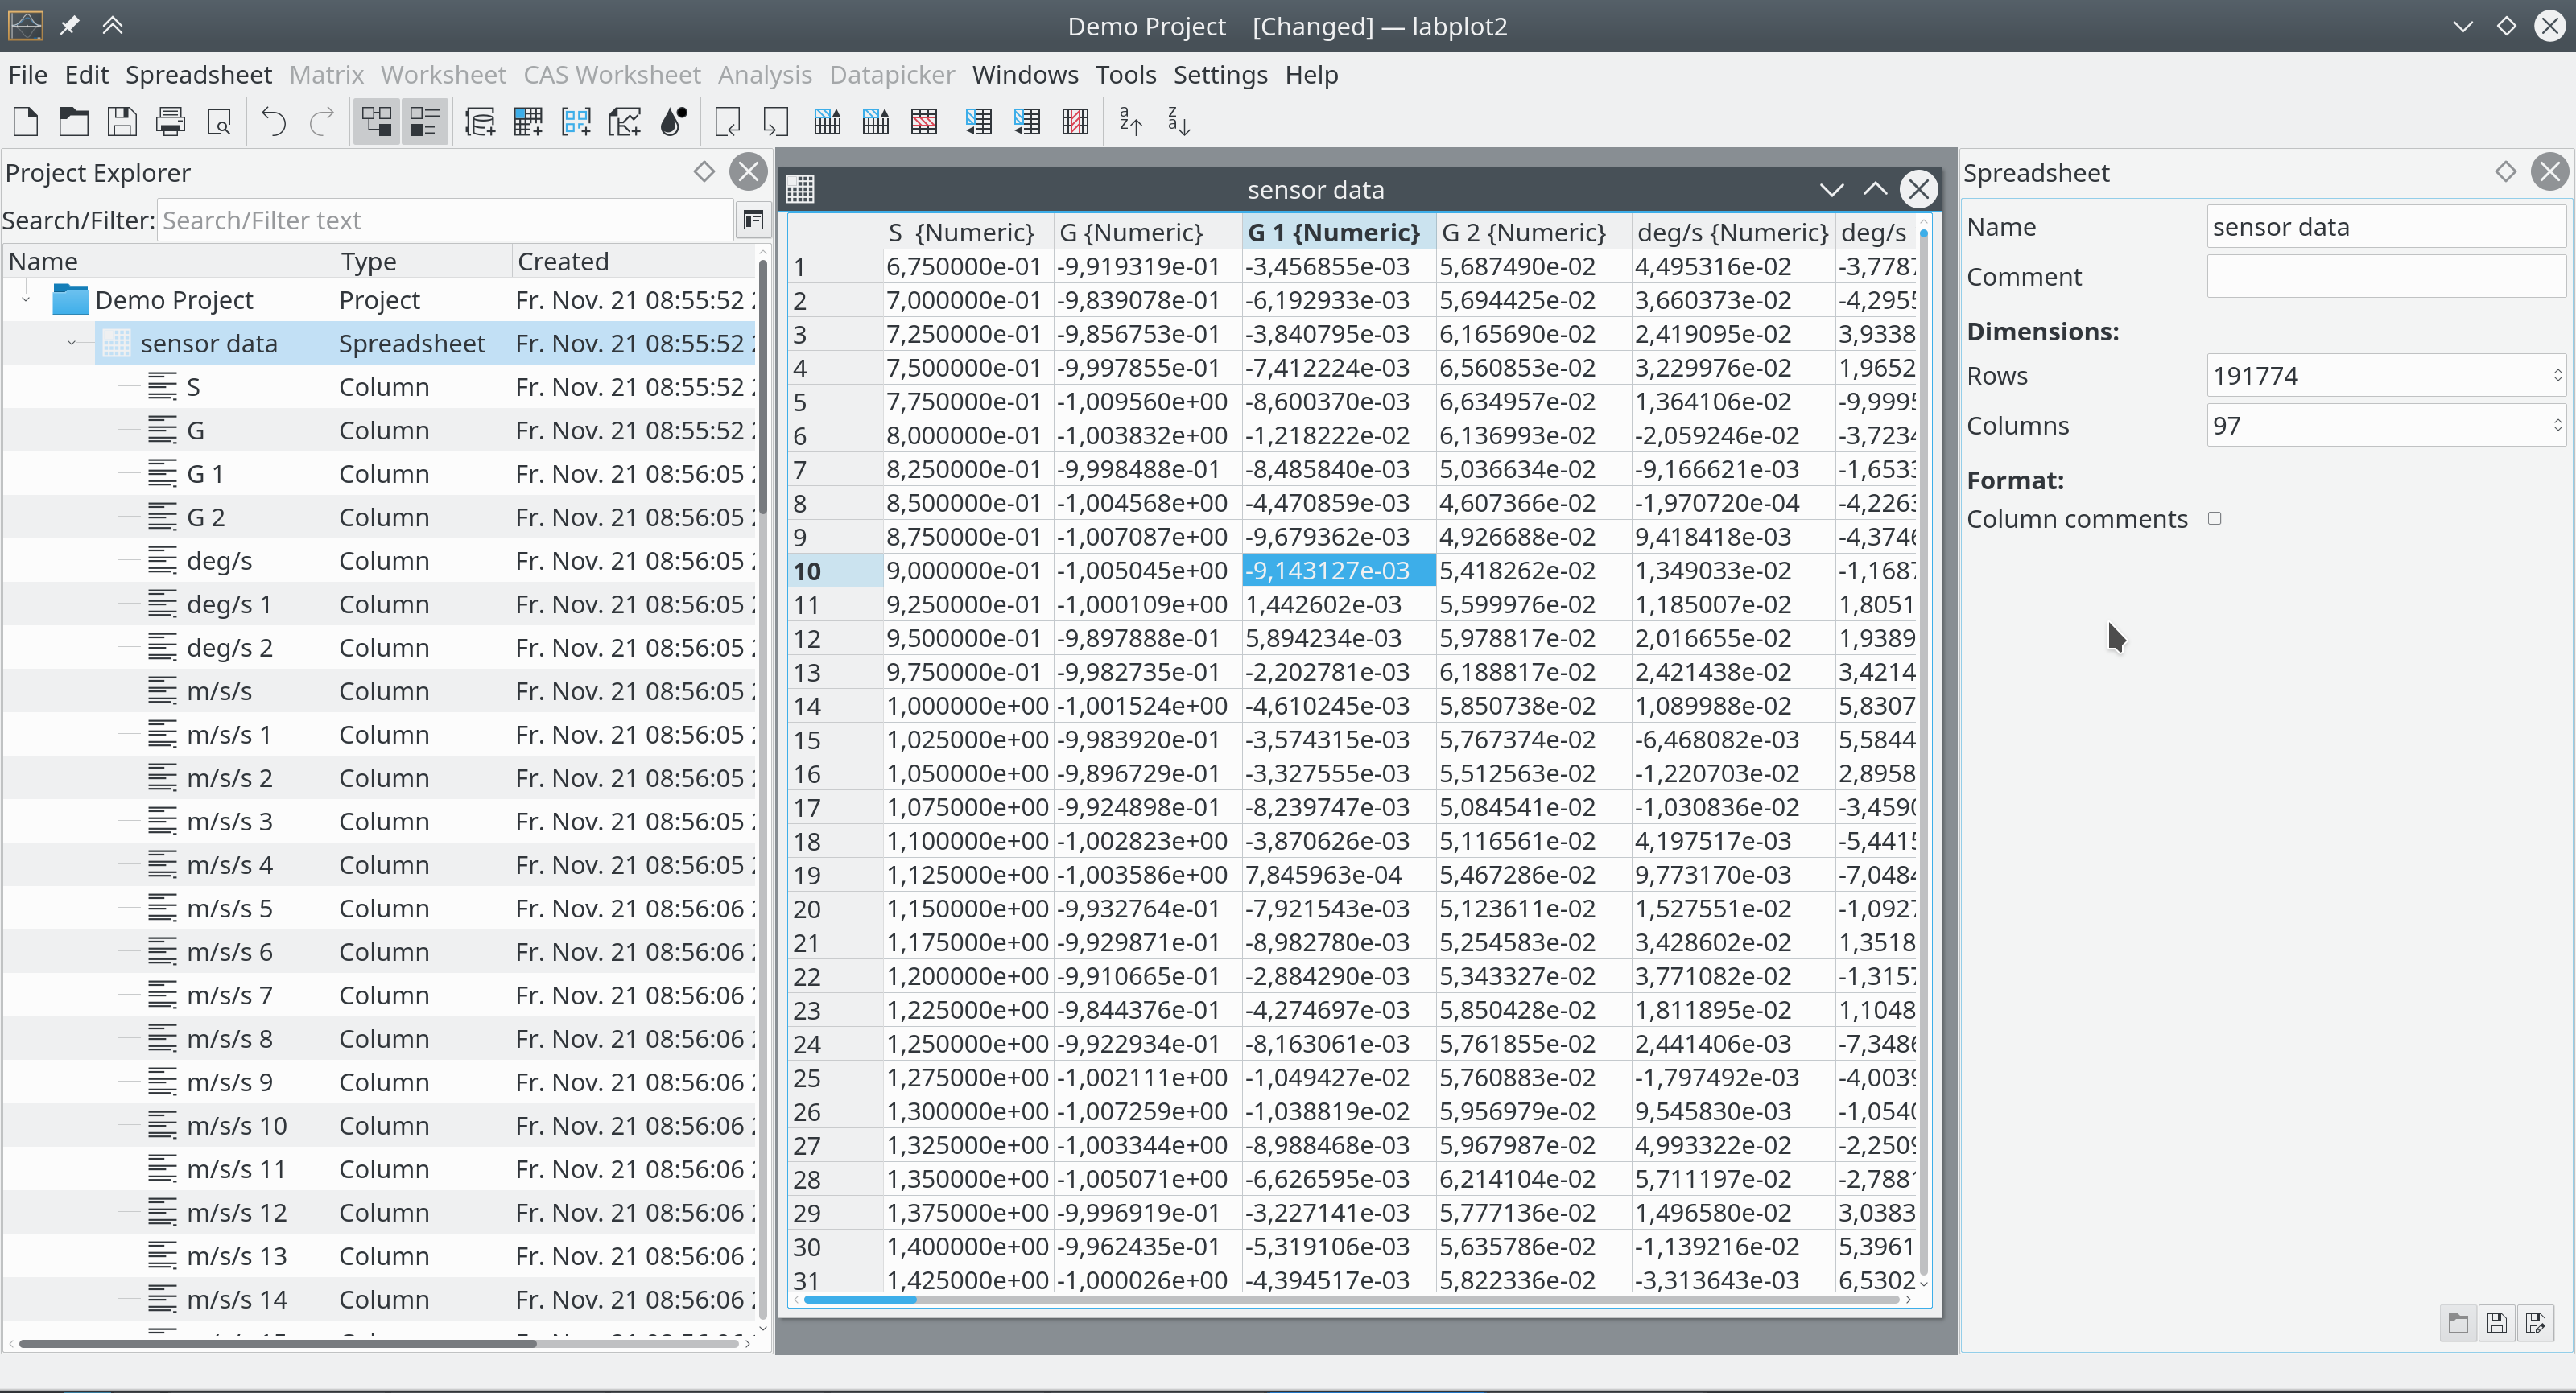 Demo Project [Changed] — labplot2
File Edit Spreadsheet Matrix Worksheet CAS Worksheet Analysis Datapicker Windows Tools Settings Help
Project Explorer
Search/Filter: Search/Filter text
Name Type Created
Demo Project Project Fr. Nov. 21 08:55:52
sensor data Spreadsheet Fr. Nov. 21 08:55:52
S Column Fr. Nov. 21 08:55:52
G Column Fr. Nov. 21 08:55:52
G 1 Column Fr. Nov. 21 08:56:05
G 2 Column Fr. Nov. 21 08:56:05
deg/s Column Fr. Nov. 21 08:56:05
deg/s 1 Column Fr. Nov. 21 08:56:05
deg/s 2 Column Fr. Nov. 21 08:56:05
m/s/s Column Fr. Nov. 21 08:56:05
m/s/s 1 Column Fr. Nov. 21 08:56:05
m/s/s 2 Column Fr. Nov. 21 08:56:05
m/s/s 3 Column Fr. Nov. 21 08:56:05
m/s/s 4 Column Fr. Nov. 21 08:56:05
m/s/s 5 Column Fr. Nov. 21 08:56:06
m/s/s 6 Column Fr. Nov. 21 08:56:06
m/s/s 7 Column Fr. Nov. 21 08:56:06
m/s/s 8 Column Fr. Nov. 21 08:56:06
m/s/s 9 Column Fr. Nov. 21 08:56:06
m/s/s 10 Column Fr. Nov. 21 08:56:06
m/s/s 11 Column Fr. Nov. 21 08:56:06
m/s/s 12 Column Fr. Nov. 21 08:56:06
m/s/s 13 Column Fr. Nov. 21 08:56:06
m/s/s 14 Column Fr. Nov. 21 08:56:06
sensor data
S {Numeric} G {Numeric} G 1 {Numeric} G 2 {Numeric} deg/s {Numeric} deg/s
1 6,750000e-01 -9,919319e-01 -3,456855e-03 5,687490e-02 4,495316e-02 -3,778
2 7,000000e-01 -9,839078e-01 -6,192933e-03 5,694425e-02 3,660373e-02 -4,295
3 7,250000e-01 -9,856753e-01 -3,840795e-03 6,165690e-02 2,419095e-02 3,9338
4 7,500000e-01 -9,997855e-01 -7,412224e-03 6,560853e-02 3,229976e-02 1,9652
5 7,750000e-01 -1,009560e+00 -8,600370e-03 6,634957e-02 1,364106e-02 -9,999
6 8,000000e-01 -1,003832e+00 -1,218222e-02 6,136993e-02 -2,059246e-02 -3,723
7 8,250000e-01 -9,998488e-01 -8,485840e-03 5,036634e-02 -9,166621e-03 -1,653
8 8,500000e-01 -1,004568e+00 -4,470859e-03 4,607366e-02 -1,970720e-04 -4,226
9 8,750000e-01 -1,007087e+00 -9,679362e-03 4,926688e-02 9,418418e-03 -4,374
10 9,000000e-01 -1,005045e+00 -9,143127e-03 5,418262e-02 1,349033e-02 -1,168
11 9,250000e-01 -1,000109e+00 1,442602e-03 5,599976e-02 1,185007e-02 1,8051
12 9,500000e-01 -9,897888e-01 5,894234e-03 5,978817e-02 2,016655e-02 1,9389
13 9,750000e-01 -9,982735e-01 -2,202781e-03 6,188817e-02 2,421438e-02 3,4214
14 1,000000e+00 -1,001524e+00 -4,610245e-03 5,850738e-02 1,089988e-02 5,8307
15 1,025000e+00 -9,983920e-01 -3,574315e-03 5,767374e-02 -6,468082e-03 5,5844
16 1,050000e+00 -9,896729e-01 -3,327555e-03 5,512563e-02 -1,220703e-02 2,8958
17 1,075000e+00 -9,924898e-01 -8,239747e-03 5,084541e-02 -1,030836e-02 -3,459
18 1,100000e+00 -1,002823e+00 -3,870626e-03 5,116561e-02 4,197517e-03 -5,441
19 1,125000e+00 -1,003586e+00 7,845963e-04 5,467286e-02 9,773170e-03 -7,048
20 1,150000e+00 -9,932764e-01 -7,921543e-03 5,123611e-02 1,527551e-02 -1,092
21 1,175000e+00 -9,929871e-01 -8,982780e-03 5,254583e-02 3,428602e-02 1,3518
22 1,200000e+00 -9,910665e-01 -2,884290e-03 5,343327e-02 3,771082e-02 -1,315
23 1,225000e+00 -9,844376e-01 -4,274697e-03 5,850428e-02 1,811895e-02 1,1048
24 1,250000e+00 -9,922934e-01 -8,163061e-03 5,761855e-02 2,441406e-03 -7,348
25 1,275000e+00 -1,002111e+00 -1,049427e-02 5,760883e-02 -1,797492e-03 -4,003
26 1,300000e+00 -1,007259e+00 -1,038819e-02 5,956979e-02 9,545830e-03 -1,054
27 1,325000e+00 -1,003344e+00 -8,988468e-03 5,967987e-02 4,993322e-02 -2,250
28 1,350000e+00 -1,005071e+00 -6,626595e-03 6,214104e-02 5,711197e-02 -2,788
29 1,375000e+00 -9,996919e-01 -3,227141e-03 5,777136e-02 1,496580e-02 3,0383
30 1,400000e+00 -9,962435e-01 -5,319106e-03 5,635786e-02 -1,139216e-02 5,3961
31 1,425000e+00 -1,000026e+00 -4,394517e-03 5,822336e-02 -3,313643e-03 6,5302
Spreadsheet
Name sensor data
Comment
Dimensions:
Rows 191774
Columns 97
Format:
Column comments